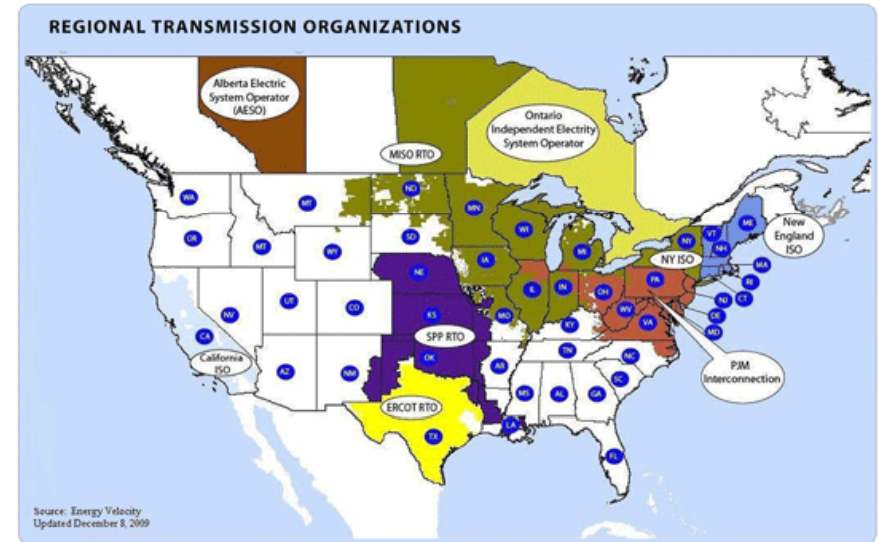 REGIONAL TRANSMISSION ORGANIZATIONS
Alberta Electric
System Operator
(AESO)
Ontario
Independent Electrity
System Operator
MISO RTO
WA
MT
ND
MN
ME
VT
NH
New
England
ISO
OR
MT
SD
WI
MI
NY
NY ISO
WY
IA
MA
NE
IL
IN
OH
PA
RI
CT
NJ
DE
MD
NV
UT
CO
KS
MO
WV
VA
KY
SPP RTO
CA
California
ISO
OK
TN
NC
PJM
Interconnection
AZ
NM
AR
SC
MS
AL
GA
ERCOT RTO
TX
LA
FL
Source: Energy Velocity
Updated December 8, 2009